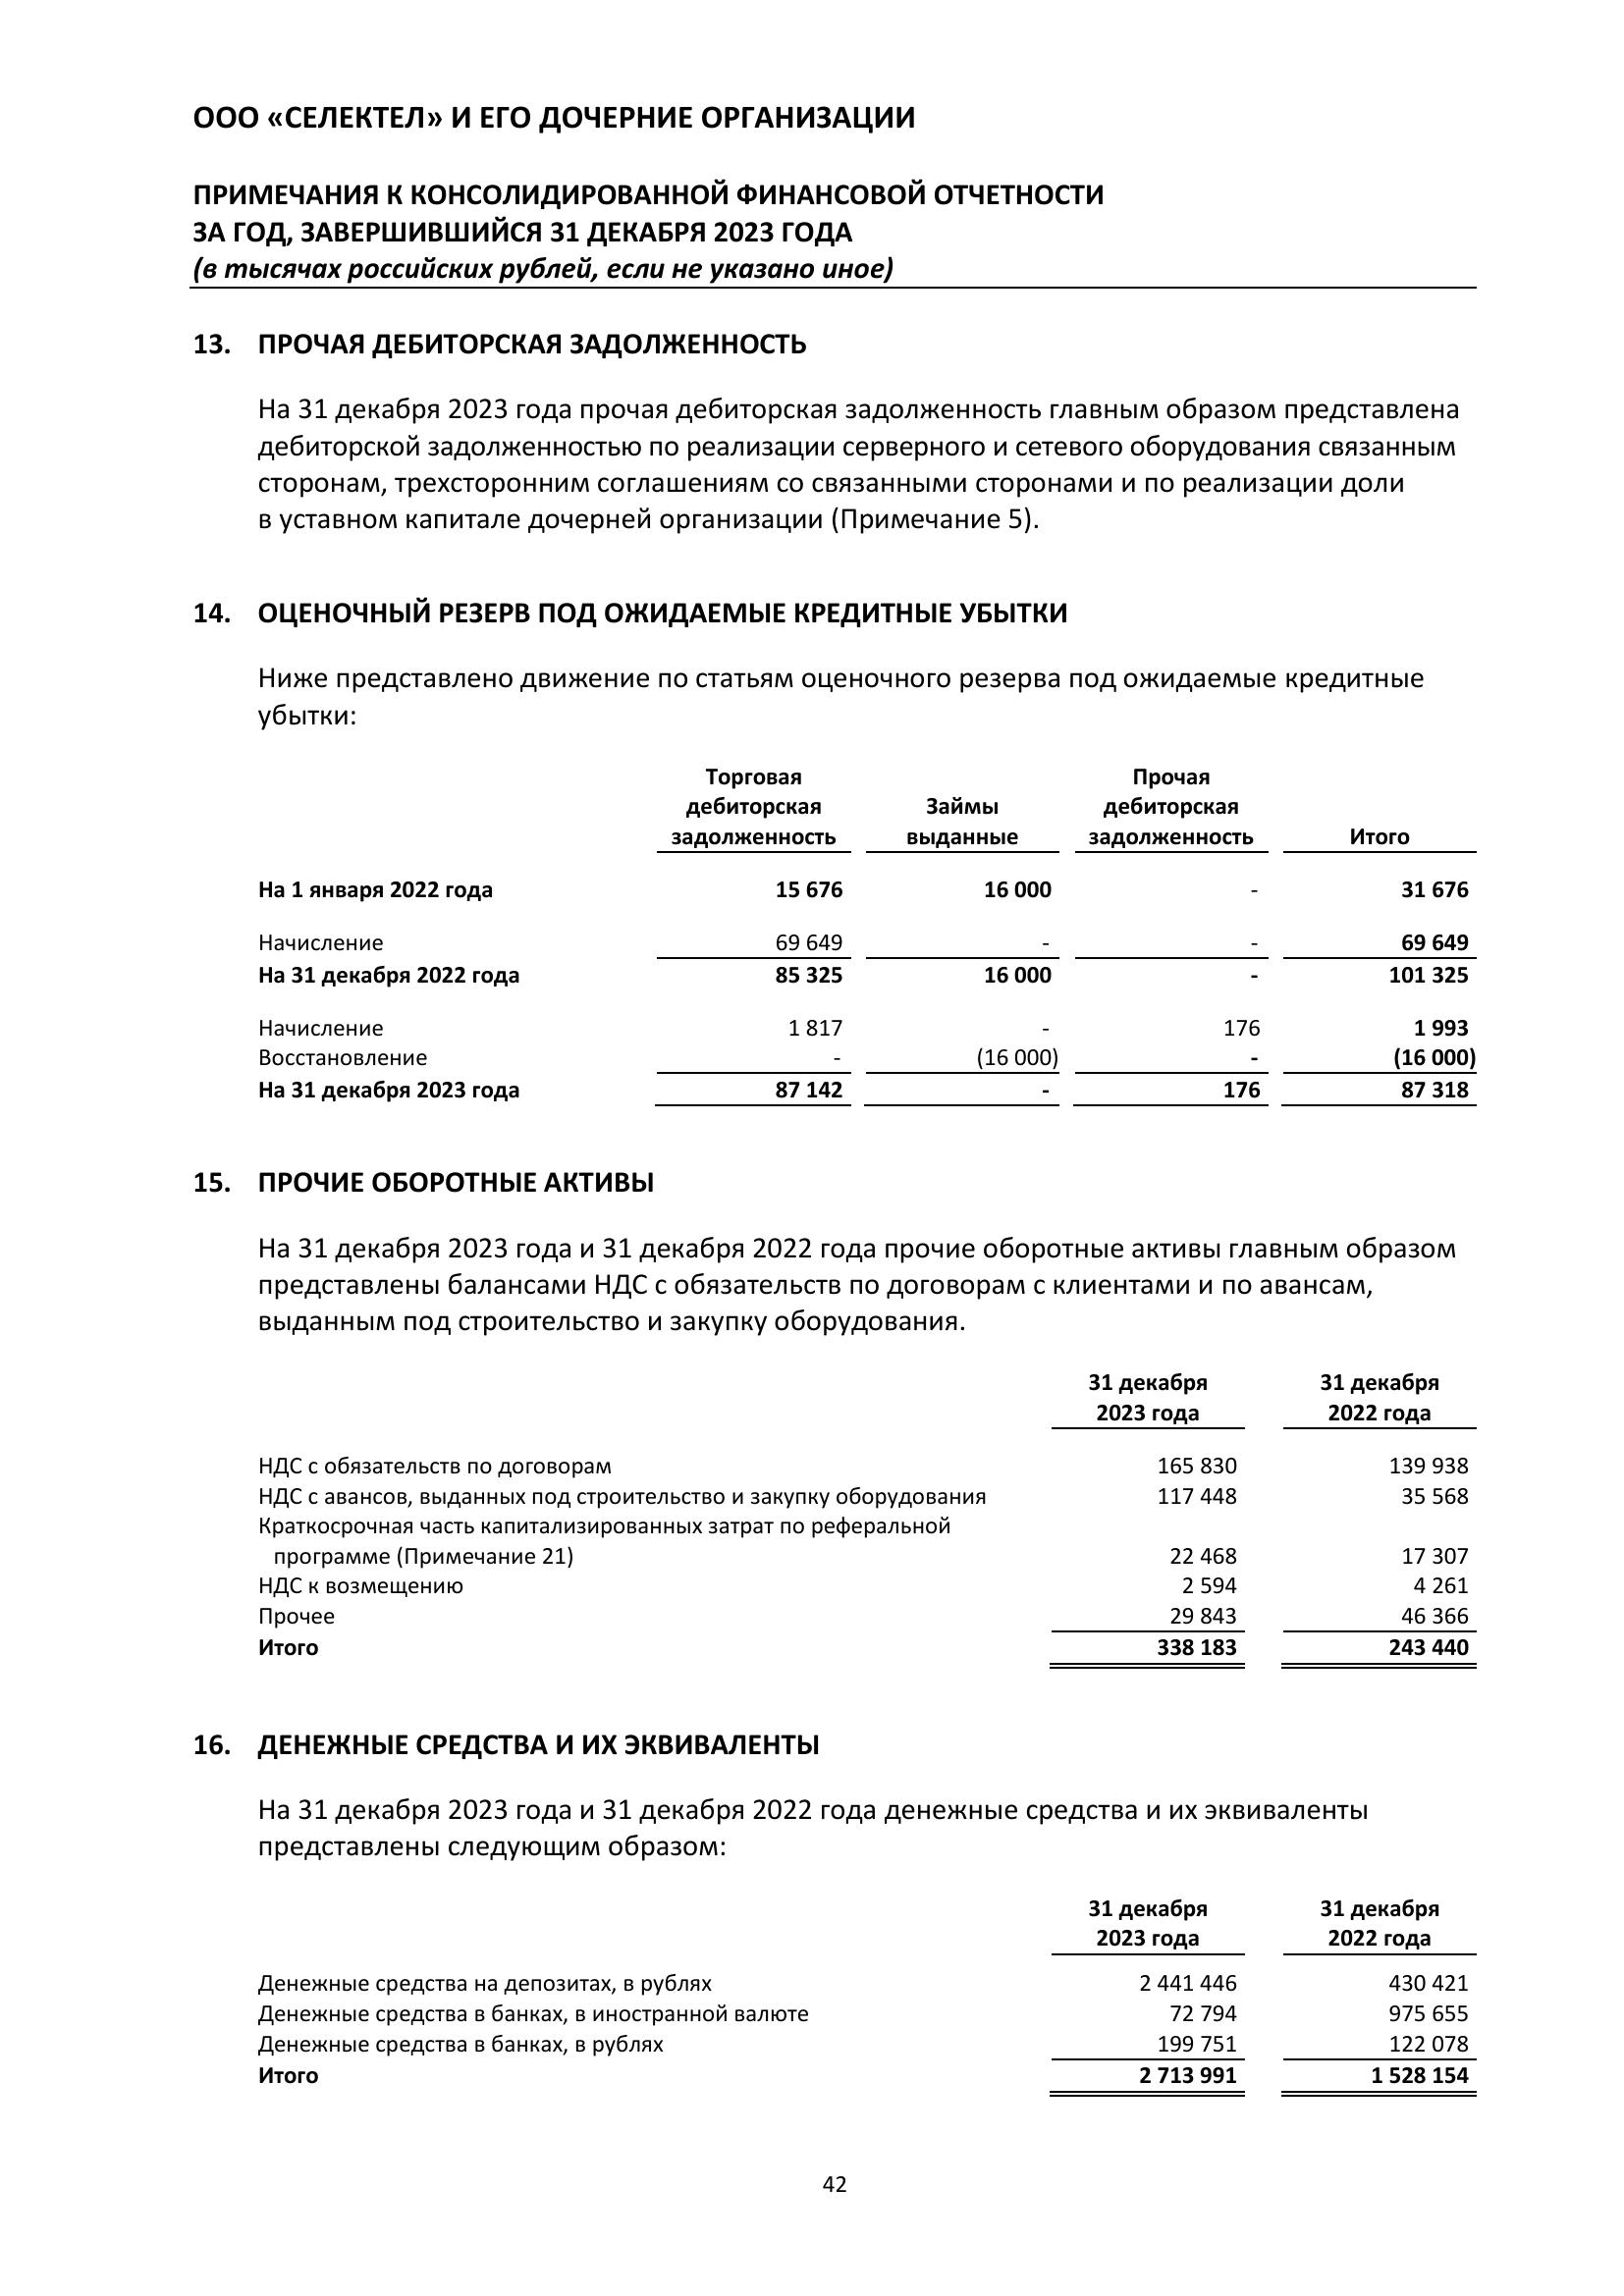 ООО «СЕЛЕКТЕЛ» И ЕГО ДОЧЕРНИЕ ОРГАНИЗАЦИИ
ПРИМЕЧАНИЯ К КОНСОЛИДИРОВАННОЙ ФИНАНСОВОЙ ОТЧЕТНОСТИ
ЗА ГОД, ЗАВЕРШИВШИЙСЯ 31 ДЕКАБРЯ 2023 ГОДА
(в тысячах российских рублей, если не указано иное)
13. ПРОЧАЯ ДЕБИТОРСКАЯ ЗАДОЛЖЕННОСТЬ
На 31 декабря 2023 года прочая дебиторская задолженность главным образом представлена
дебиторской задолженностью по реализации серверного и сетевого оборудования связанным
сторонам, трехсторонним соглашениям со связанными сторонами и по реализации доли
в уставном капитале дочерней организации (Примечание 5).
14. ОЦЕНОЧНЫЙ РЕЗЕРВ ПОД ОЖИДАЕМЫЕ КРЕДИТНЫЕ УБЫТКИ
Ниже представлено движение по статьям оценочного резерва под ожидаемые кредитные
убытки:
Торговая Прочая
дебиторская Займы дебиторская
задолженность выданные задолженность Итого
На 1 января 2022 года 15 676 16 000 - 31 676
Начисление 69 649 - - 69 649
На 31 декабря 2022 года 85 325 16 000 - 101 325
Начисление 1 817 - 176 1 993
Восстановление - (16 000) - (16 000)
На 31 декабря 2023 года 87 142 - 176 87 318
15. ПРОЧИЕ ОБОРОТНЫЕ АКТИВЫ
На 31 декабря 2023 года и 31 декабря 2022 года прочие оборотные активы главным образом
представлены балансами НДС с обязательств по договорам с клиентами и по авансам,
выданным под строительство и закупку оборудования.
31 декабря 31 декабря
2023 года 2022 года
НДС с обязательств по договорам 165 830 139 938
НДС с авансов, выданных под строительство и закупку оборудования 117 448 35 568
Краткосрочная часть капитализированных затрат по реферальной
программе (Примечание 21) 22 468 17 307
НДС к возмещению 2 594 4 261
Прочее 29 843 46 366
Итого 338 183 243 440
16. ДЕНЕЖНЫЕ СРЕДСТВА И ИХ ЭКВИВАЛЕНТЫ
На 31 декабря 2023 года и 31 декабря 2022 года денежные средства и их эквиваленты
представлены следующим образом:
31 декабря 31 декабря
2023 года 2022 года
Денежные средства на депозитах, в рублях 2 441 446 430 421
Денежные средства в банках, в иностранной валюте 72 794 975 655
Денежные средства в банках, в рублях 199 751 122 078
Итого 2 713 991 1 528 154
42